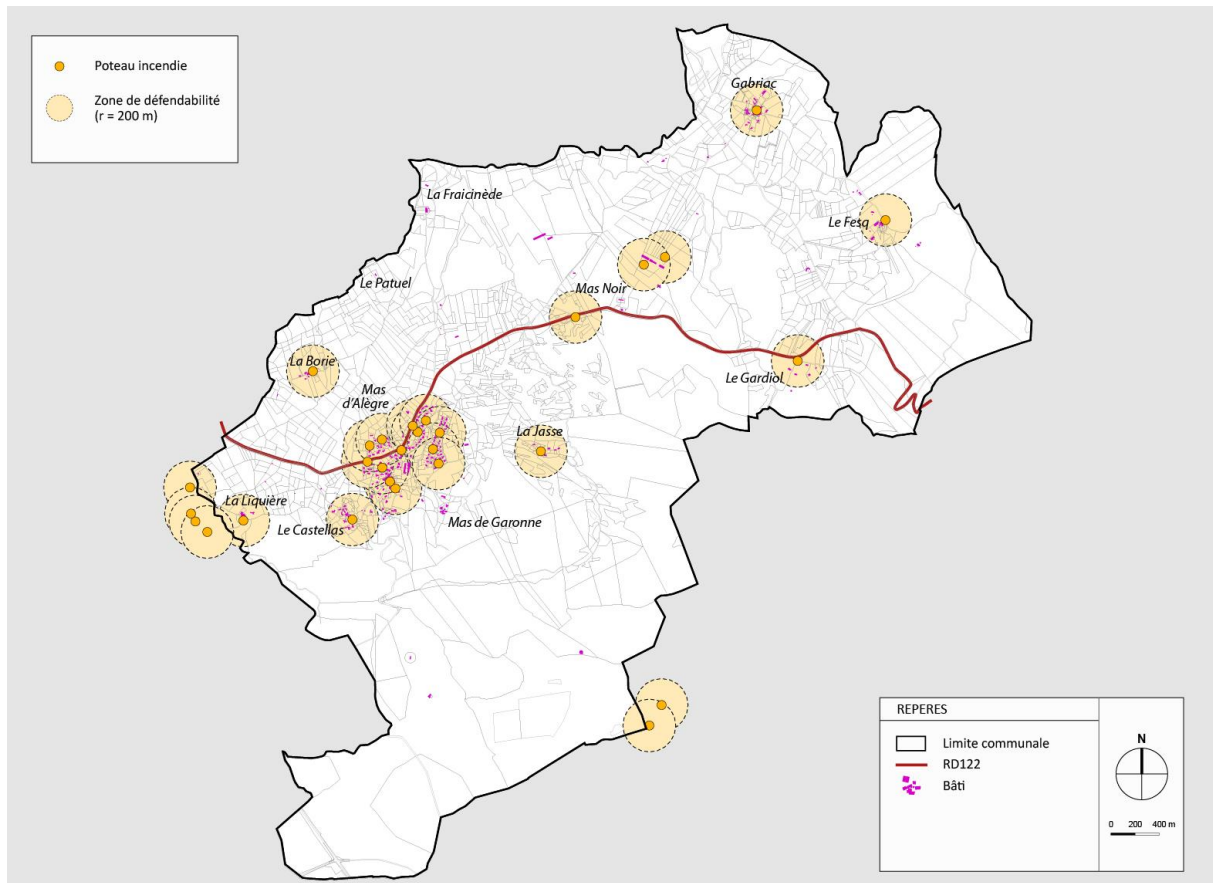 Poteau incendie
Zone de défendabilité
(r = 200 m)
Gabriac
La Fraicinède
Le Fesq
Le Patuel
Mas Noir
La Borie
Mas
d'Alègre
Le Gardiol
La Jasse
La Liquière
Le Castellas
Mas de Garonne
REPERES
Limite communale
RD122
Bâti
N
0 200 400 m